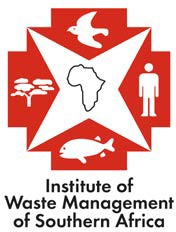 Institute of
Waste Management
of Southern Africa